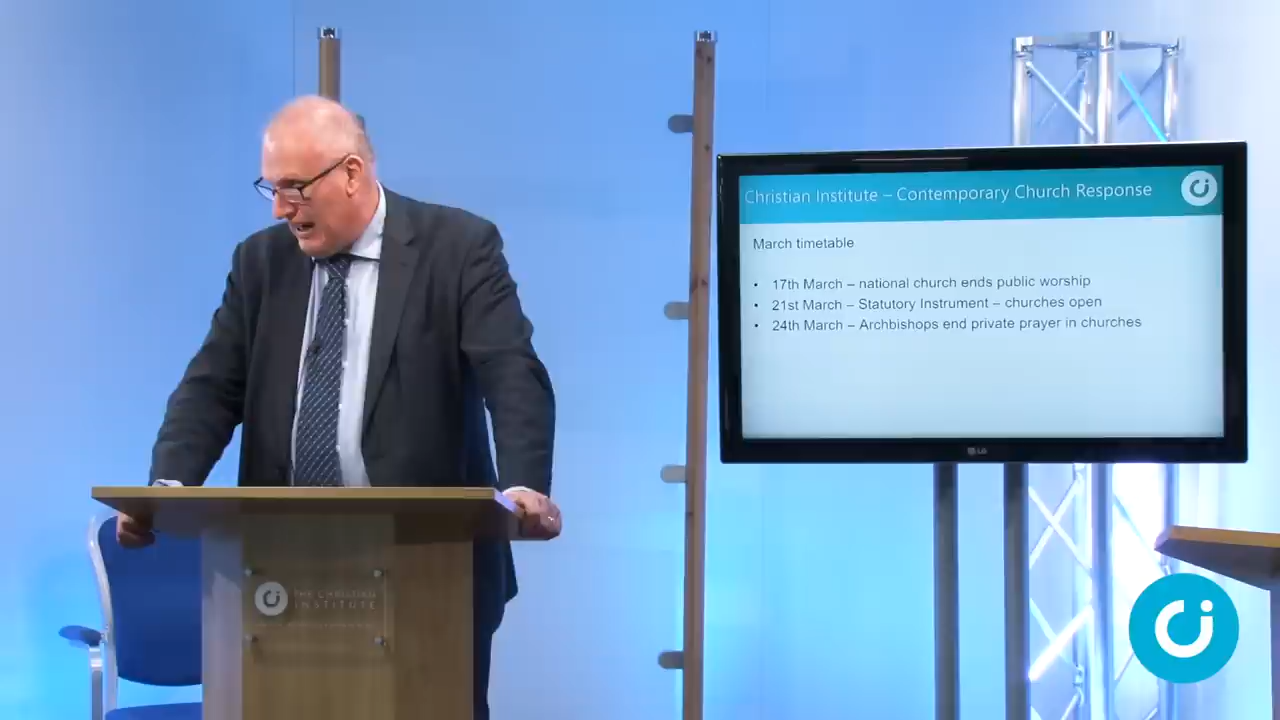 Christian Institute – Contemporary Church Response
March timetable
• 17th March – national church ends public worship
• 21st March – Statutory Instrument – churches open
• 24th March – Archbishops end private prayer in churches
LG
THE CHRISTIAN
INSTITUTE